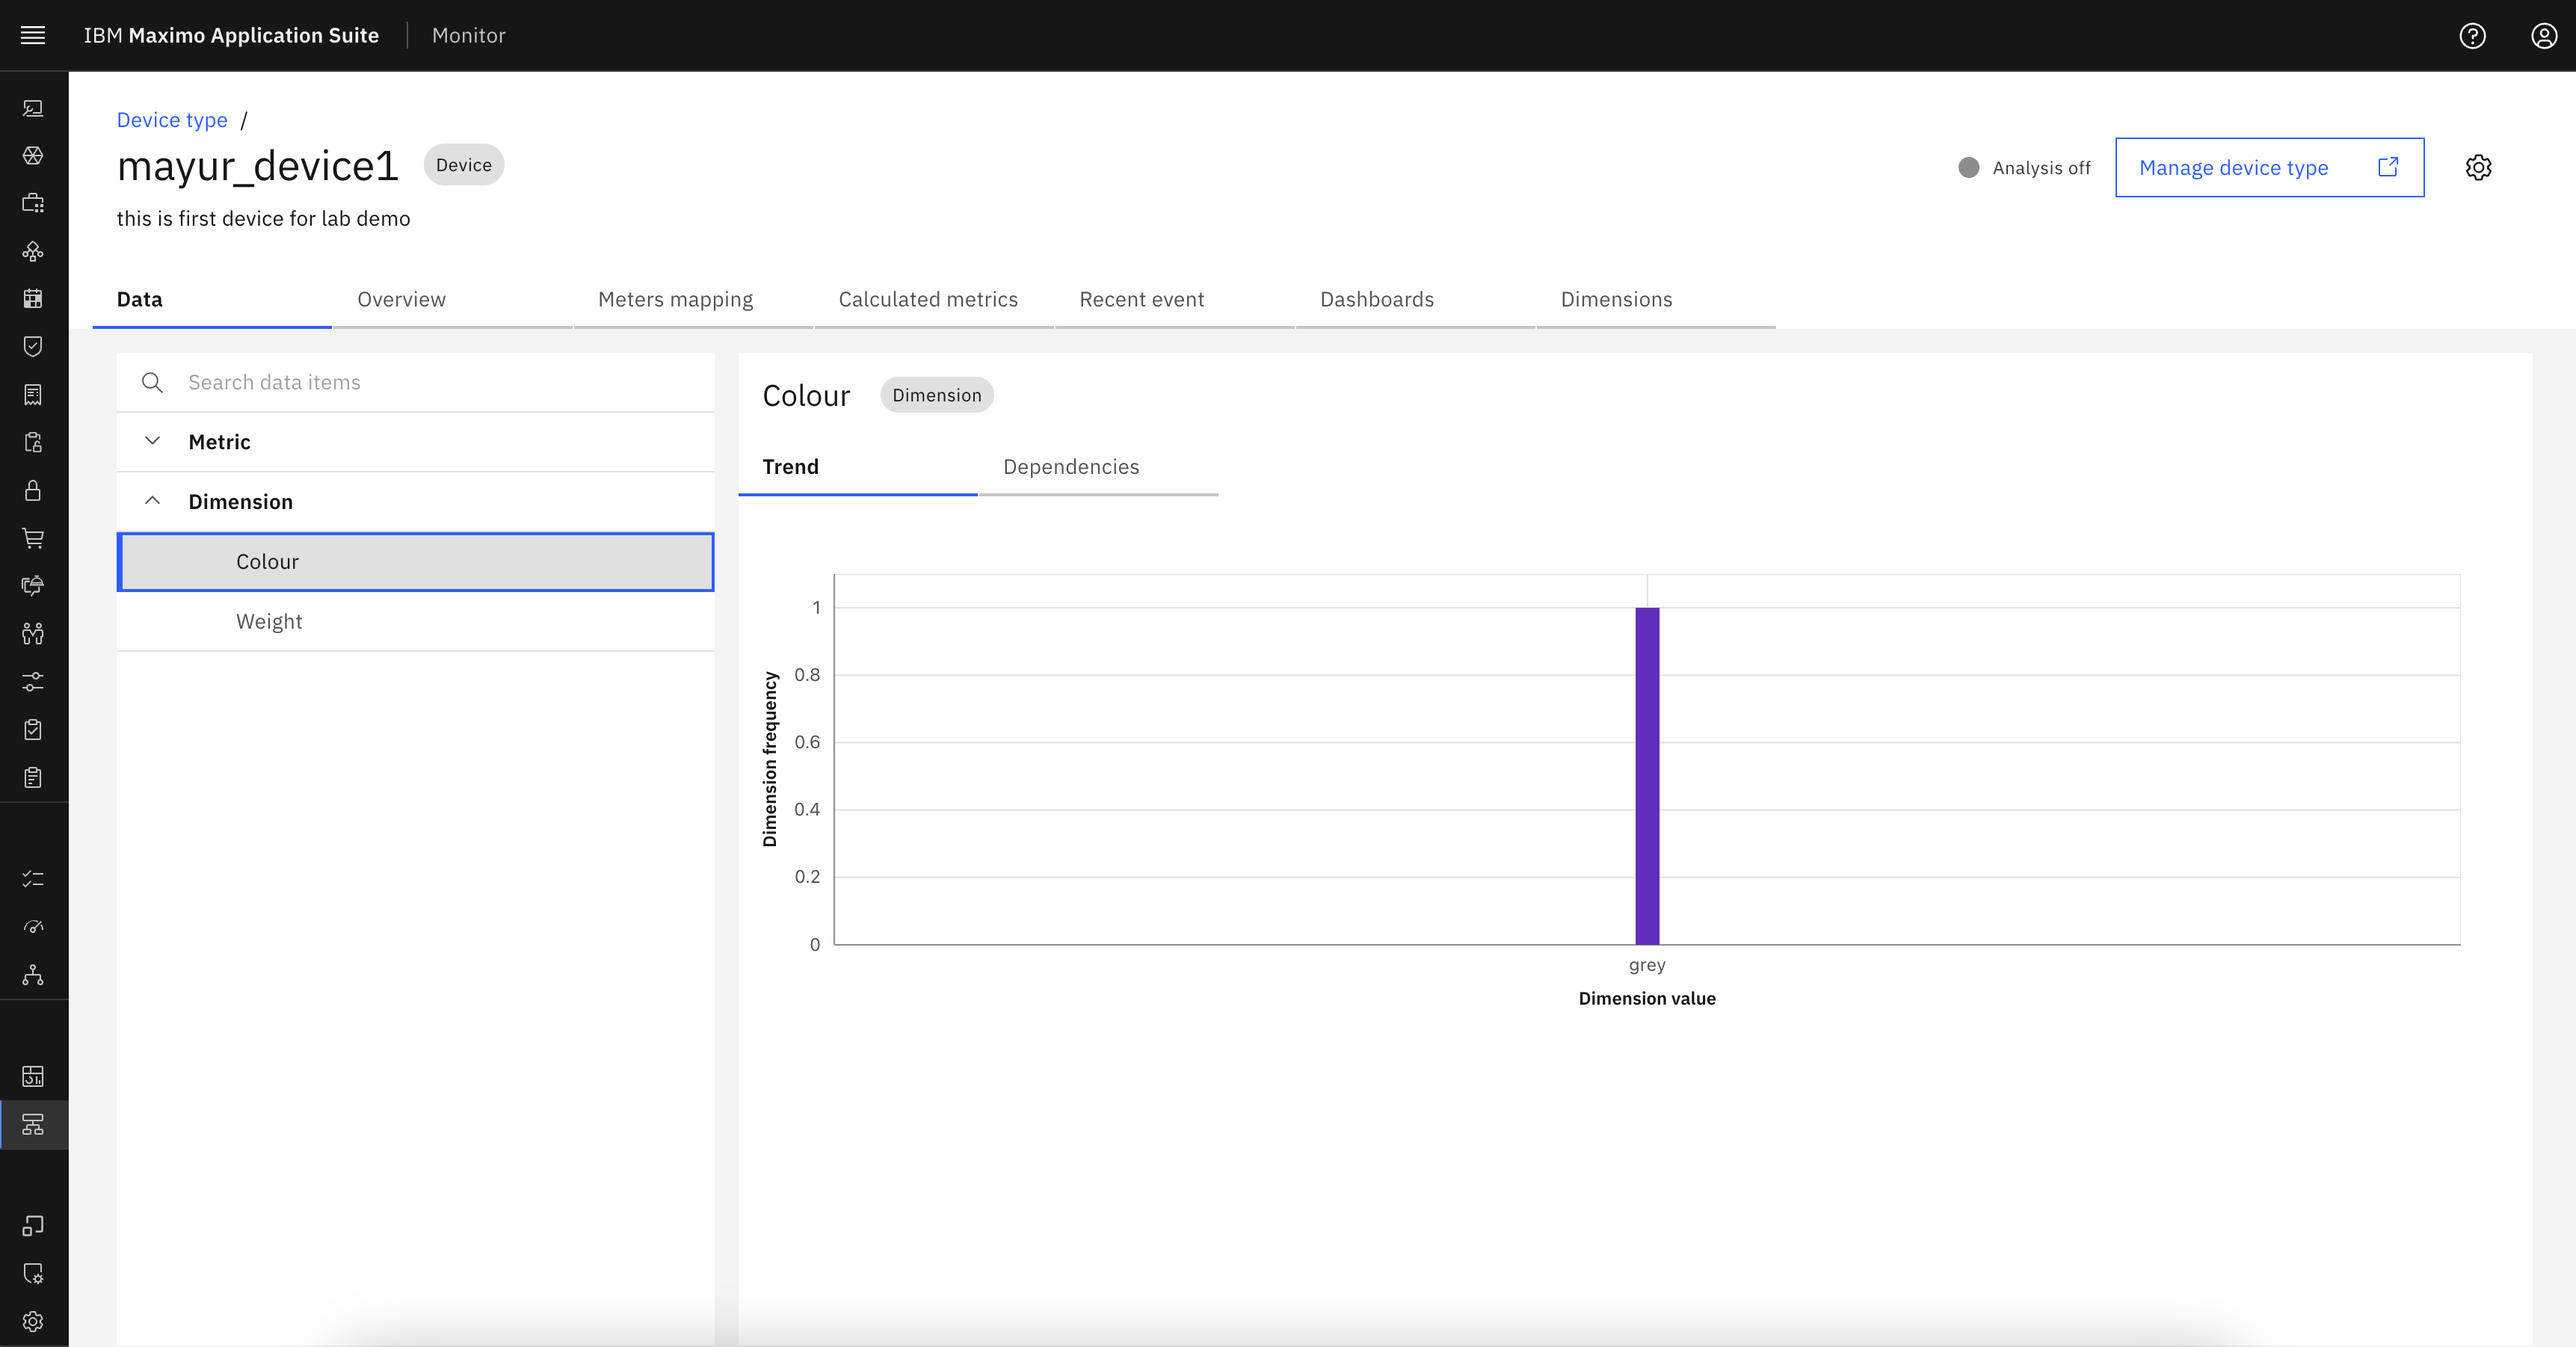 IBM Maximo Application Suite
Monitor
Device type /
mayur_device1
Device
this is first device for lab demo
Analysis off
Manage device type
Data
Overview
Meters mapping
Calculated metrics
Recent event
Dashboards
Dimensions
Search data items
Metric
Dimension
Colour
Weight
Colour
Dimension
Trend
Dependencies
1
0.8
0.6
0.4
0.2
0
Dimension frequency
grey
Dimension value